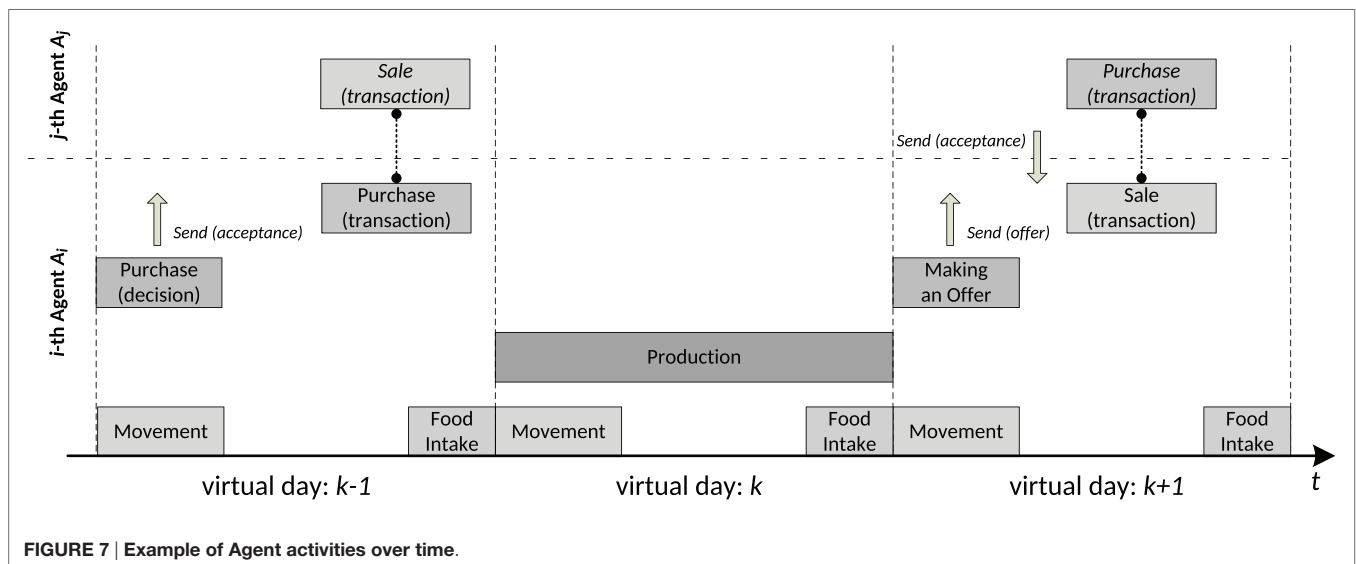 j-th Agent Aj
Sale
(transaction)
Purchase
(transaction)
Send (acceptance)
Purchase
(transaction)
Sale
(transaction)
Send (acceptance)
Send (offer)
i-th Agent Ai
Purchase
(decision)
Making
an Offer
Production
Movement
Food
Intake
Movement
Food
Intake
Movement
Food
Intake
virtual day: k-1
virtual day: k
virtual day: k+1
t
FIGURE 7 | Example of Agent activities over time.